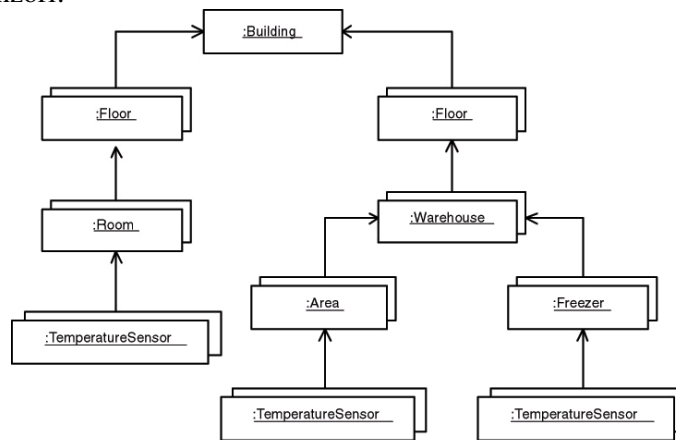 :Building
:Floor
:Floor
:Room
:Warehouse
:Area
:Freezer
:TemperatureSensor
:TemperatureSensor
:TemperatureSensor